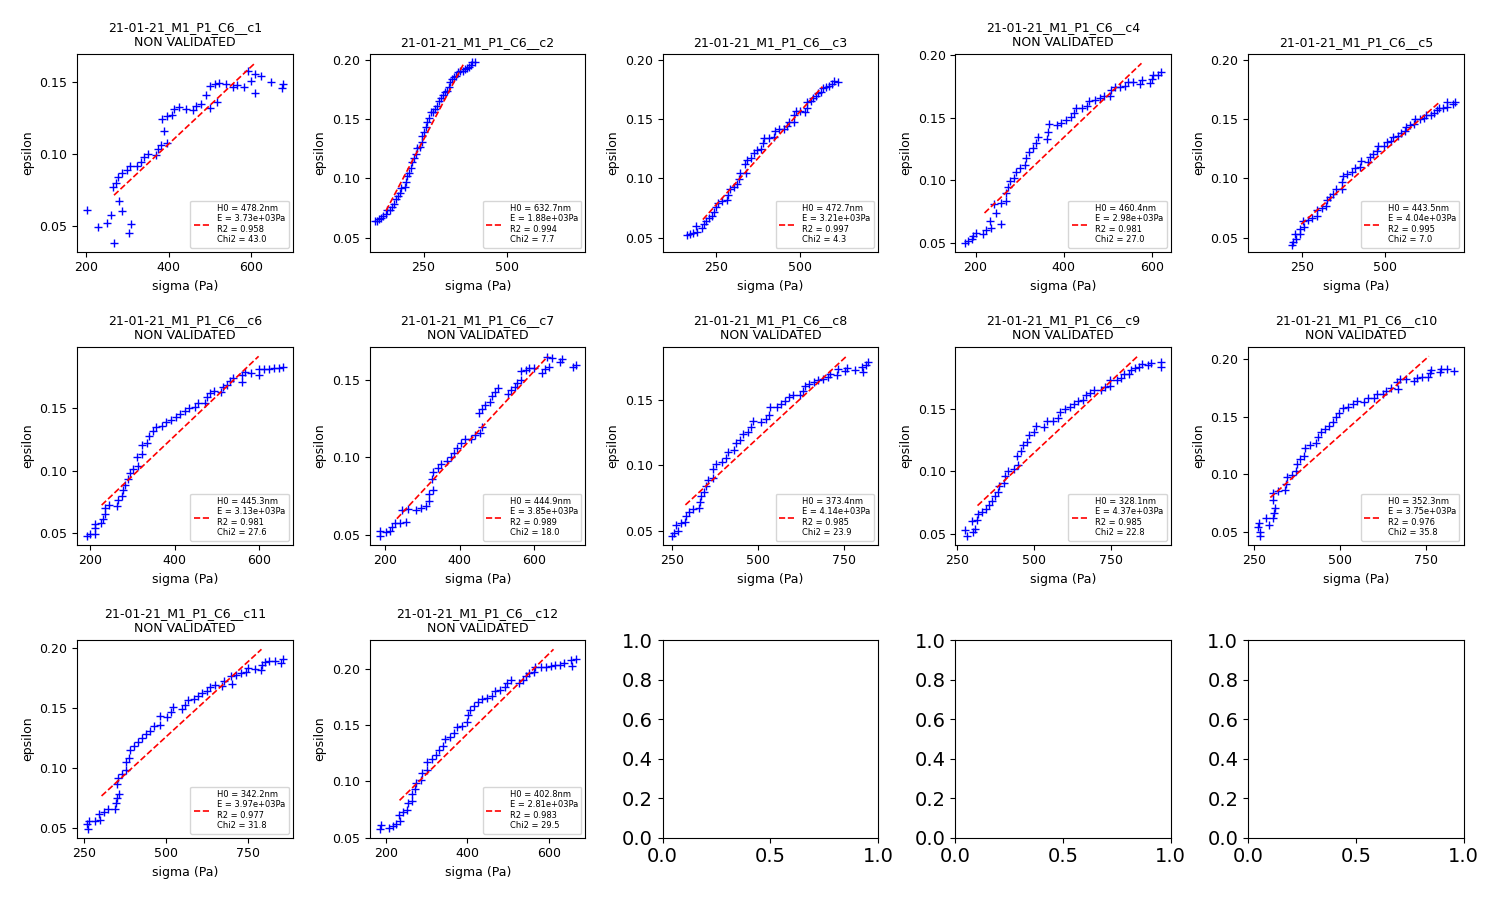 21-01-21_M1_P1_C6__c1
NON VALIDATED
0.15
0.10
0.05
epsilon
H0 = 478.2nm
E = 3.73e+03Pa
R2 = 0.958
Chi2 = 43.0
200 400 600
sigma (Pa)
21-01-21_M1_P1_C6__c2
0.20
0.15
0.10
0.05
epsilon
H0 = 632.7nm
E = 1.88e+03Pa
R2 = 0.994
Chi2 = 7.7
250 500
sigma (Pa)
21-01-21_M1_P1_C6__c3
0.20
0.15
0.10
0.05
epsilon
H0 = 472.7nm
E = 3.21e+03Pa
R2 = 0.997
Chi2 = 4.3
250 500
sigma (Pa)
21-01-21_M1_P1_C6__c4
NON VALIDATED
0.20
0.15
0.10
0.05
epsilon
H0 = 460.4nm
E = 2.98e+03Pa
R2 = 0.981
Chi2 = 27.0
200 400 600
sigma (Pa)
21-01-21_M1_P1_C6__c5
0.20
0.15
0.10
0.05
epsilon
H0 = 443.5nm
E = 4.04e+03Pa
R2 = 0.995
Chi2 = 7.0
250 500
sigma (Pa)
21-01-21_M1_P1_C6__c6
NON VALIDATED
0.15
0.10
0.05
epsilon
H0 = 445.3nm
E = 3.13e+03Pa
R2 = 0.981
Chi2 = 27.6
200 400 600
sigma (Pa)
21-01-21_M1_P1_C6__c7
NON VALIDATED
0.15
0.10
0.05
epsilon
H0 = 444.9nm
E = 3.85e+03Pa
R2 = 0.989
Chi2 = 18.0
200 400 600
sigma (Pa)
21-01-21_M1_P1_C6__c8
NON VALIDATED
0.15
0.10
0.05
epsilon
H0 = 373.4nm
E = 4.14e+03Pa
R2 = 0.985
Chi2 = 23.9
250 500 750
sigma (Pa)
21-01-21_M1_P1_C6__c9
NON VALIDATED
0.15
0.10
0.05
epsilon
H0 = 328.1nm
E = 4.37e+03Pa
R2 = 0.985
Chi2 = 22.8
250 500 750
sigma (Pa)
21-01-21_M1_P1_C6__c10
NON VALIDATED
0.20
0.15
0.10
0.05
epsilon
H0 = 352.3nm
E = 3.75e+03Pa
R2 = 0.976
Chi2 = 35.8
250 500 750
sigma (Pa)
21-01-21_M1_P1_C6__c11
NON VALIDATED
0.20
0.15
0.10
0.05
epsilon
H0 = 342.2nm
E = 3.97e+03Pa
R2 = 0.977
Chi2 = 31.8
250 500 750
sigma (Pa)
21-01-21_M1_P1_C6__c12
NON VALIDATED
0.20
0.15
0.10
0.05
epsilon
H0 = 402.8nm
E = 2.81e+03Pa
R2 = 0.983
Chi2 = 29.5
200 400 600
sigma (Pa)
1.0
0.8
0.6
0.4
0.2
0.0
0.0 0.5 1.0
1.0
0.8
0.6
0.4
0.2
0.0
0.0 0.5 1.0
1.0
0.8
0.6
0.4
0.2
0.0
0.0 0.5 1.0